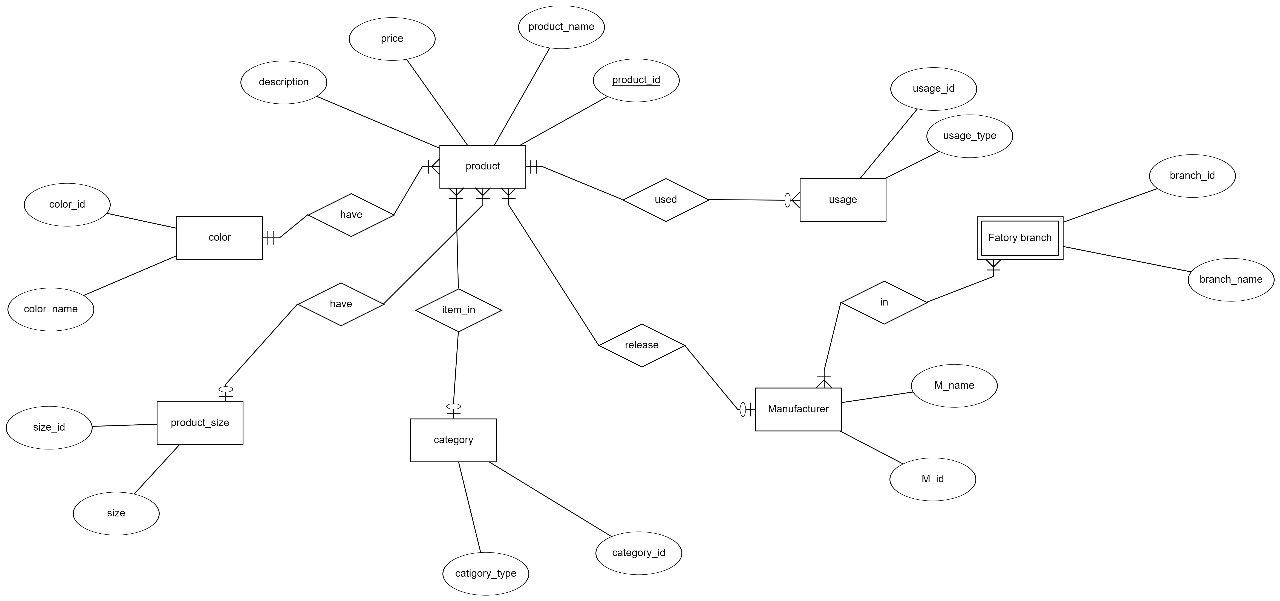 product_name
price
product_id
description
usage_id
usage_type
product
branch_id
used
usage
color_id
have
color
Fatory branch
branch_name
color_name
have
item_in
in
release
M_name
Manufacturer
size_id
product_size
category
M_id
size
category_id
catigory_type